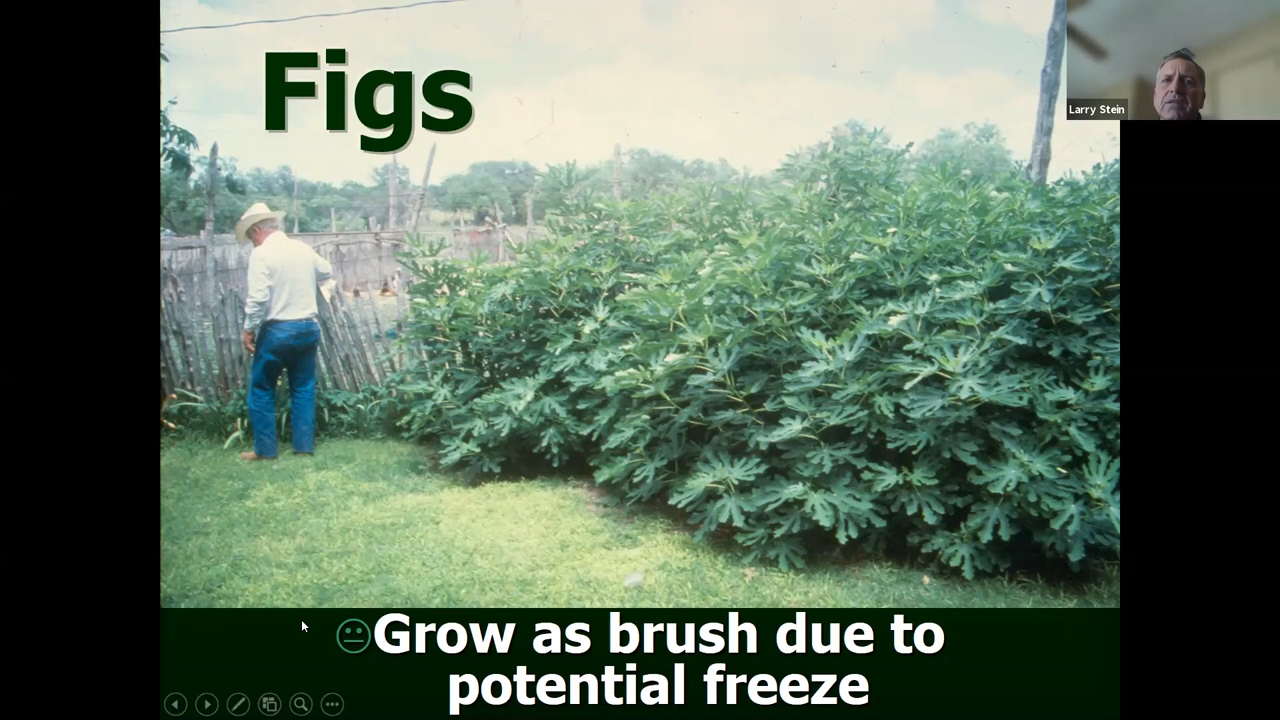 Figs
Larry Stein
Grow as brush due to
potential freeze